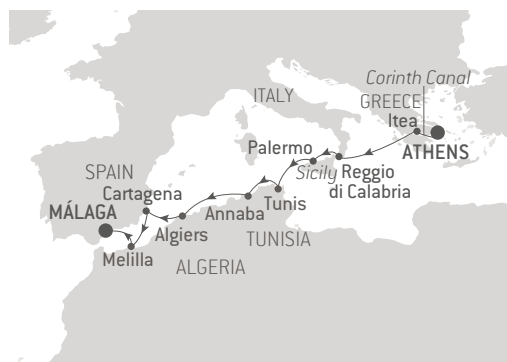 Corinth Canal
ITALY
GREECE
Itea
ATHENS
Palermo
Sicily Reggio
di Calabria
SPAIN
Cartagena
MÁLAGA
Annaba
Tunis
Algiers
TUNISIA
Melilla
ALGERIA